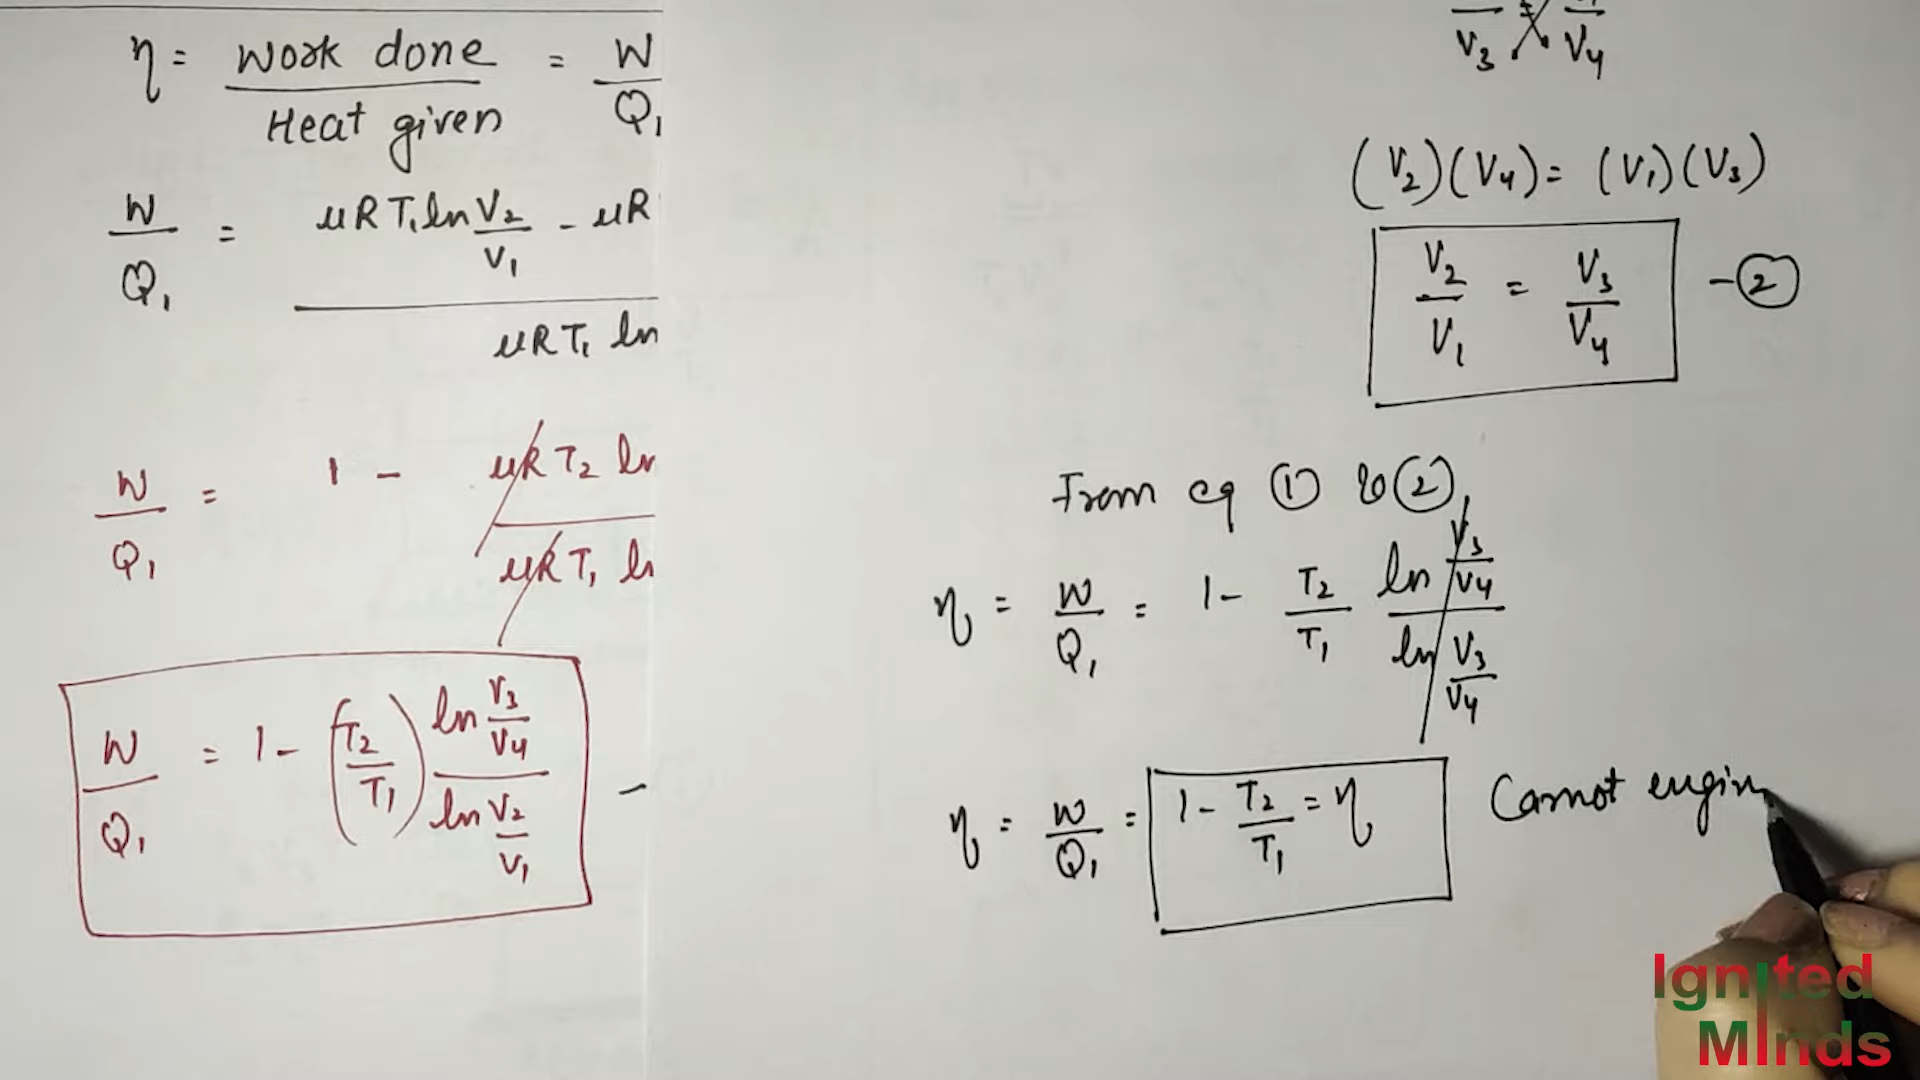 η = Work done / Heat given = W / Q₁
W / Q₁ = μRT₁ ln V₂/V₁ - μR / μRT₁ ln
W / Q₁ = 1 - μRT₂ ln / μRT₁ ln
W / Q₁ = 1 - (T₂/T₁) ln V₃/V₄ / ln V₂/V₁ -
V₃ = V₄
(V₂)(V₄) = (V₁)(V₃)
V₂/V₁ = V₃/V₄ - ②
From eq ① & ②,
η = W/Q₁ = 1 - T₂/T₁ ln V₃/V₄ / ln V₃/V₄
η = W/Q₁ = 1 - T₂/T₁ = η Carnot engin
Ignited
Minds